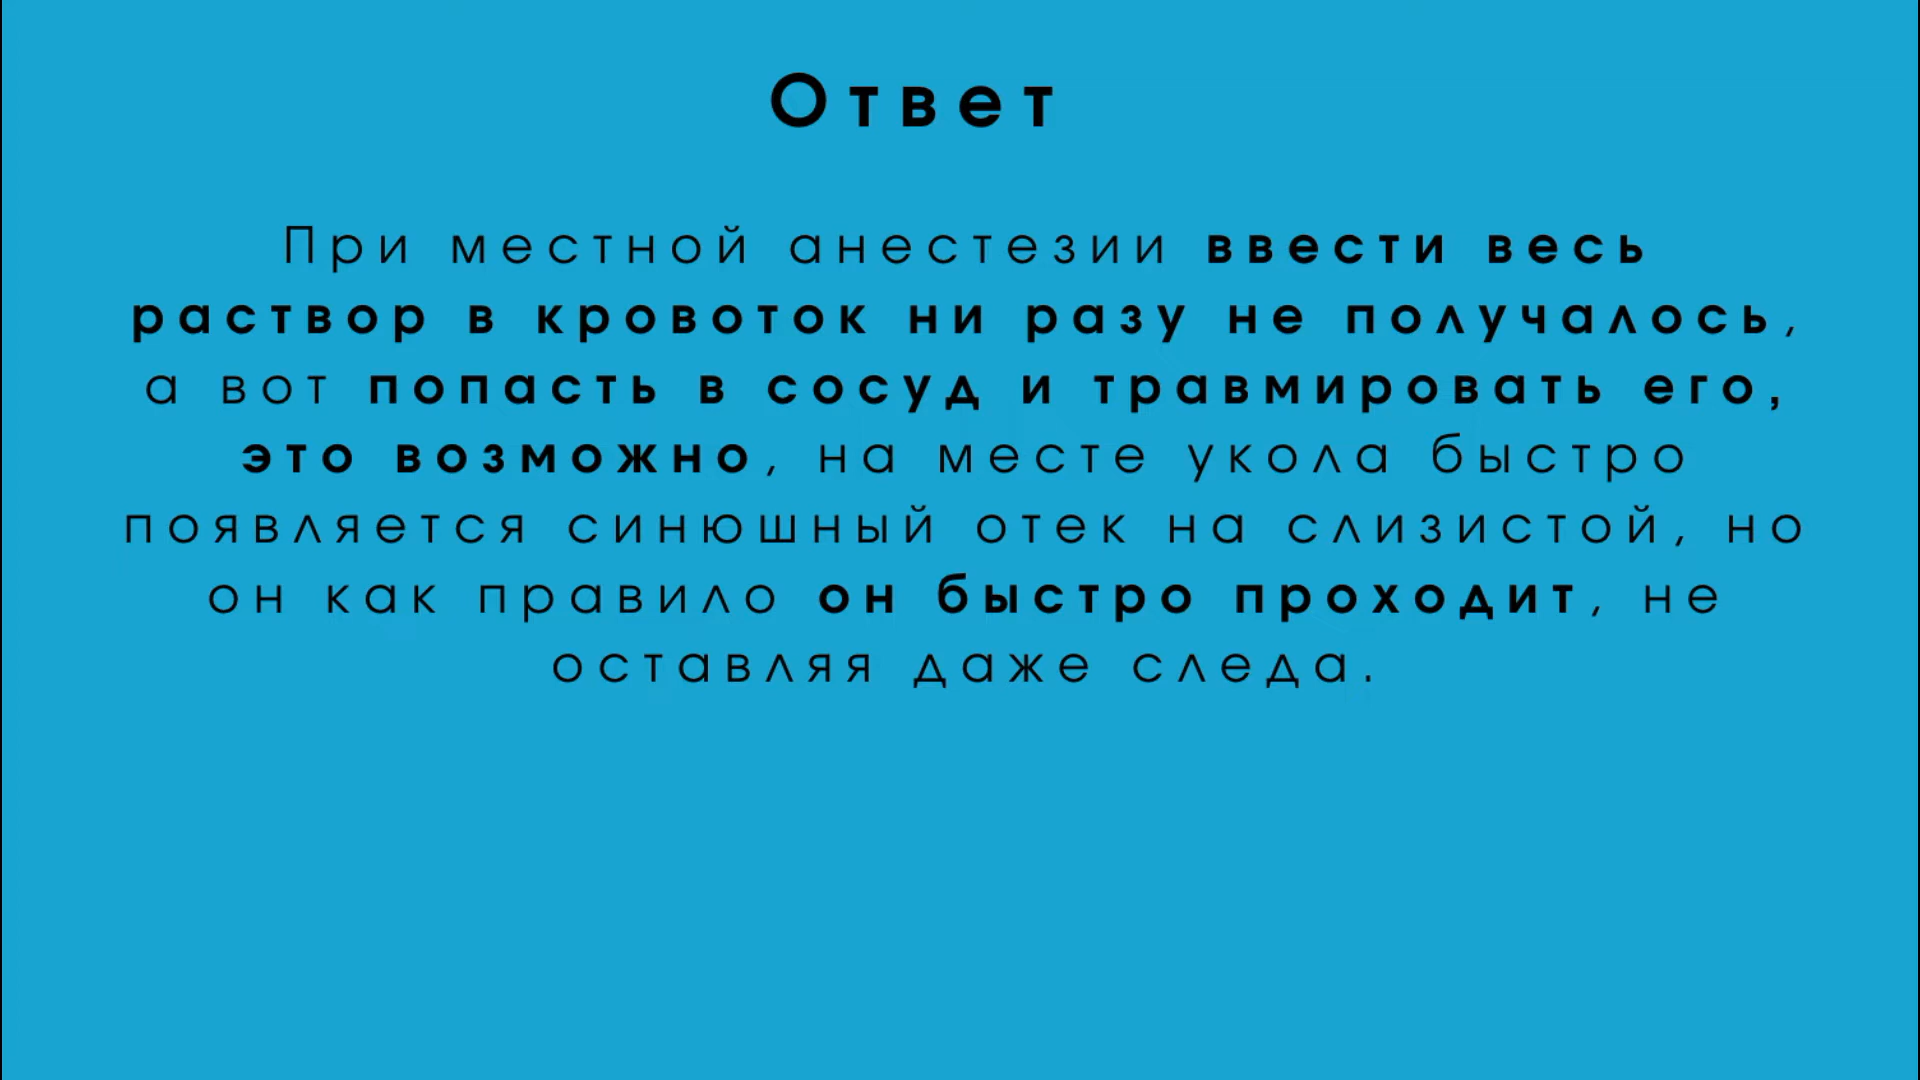 Ответ
При местной анестезии ввести весь
раствор в кровоток ни разу не получалось,
а вот попасть в сосуд и травмировать его,
это возможно, на месте укола быстро
появляется синюшный отек на слизистой, но
он как правило он быстро проходит, не
оставляя даже следа.